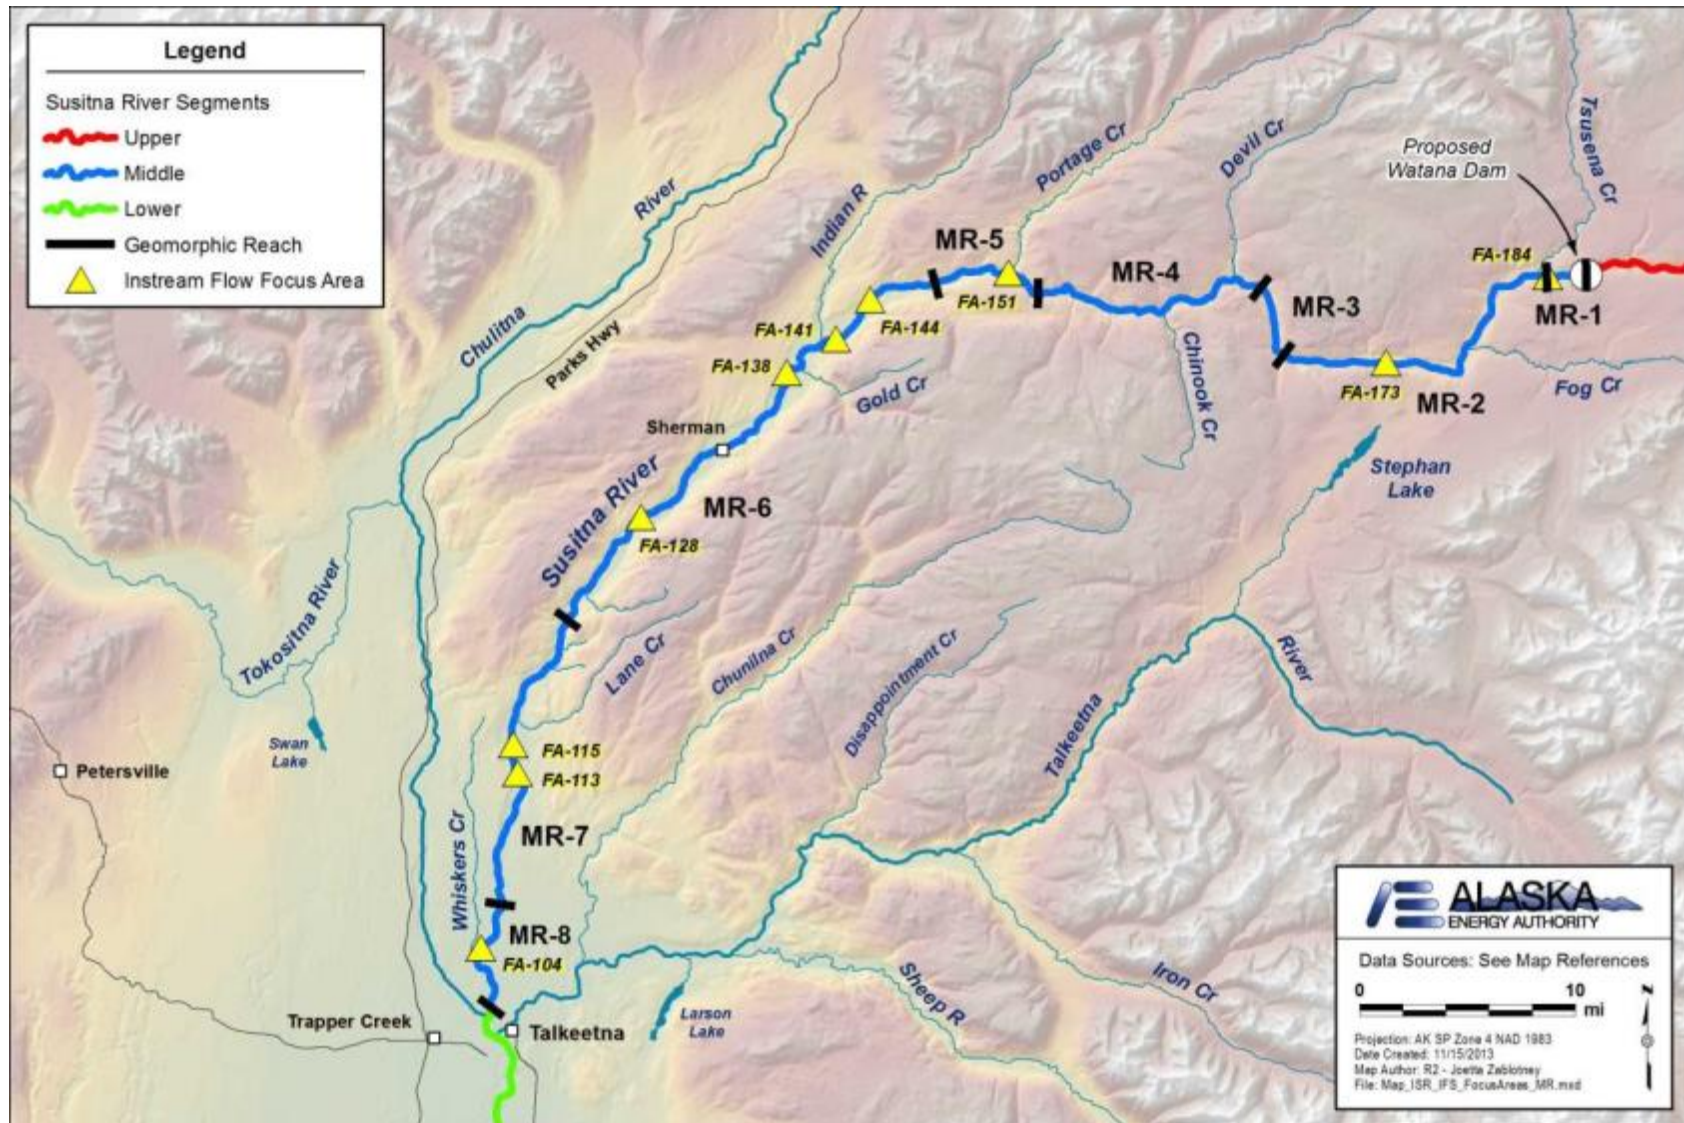 Legend
Susitna River Segments
Upper
Middle
Lower
Geomorphic Reach
Instream Flow Focus Area
Tsusena Cr
Proposed
Watana Dam
Devil Cr
Portage Cr
River
Indian R
MR-5
MR-4
FA-184
MR-1
MR-3
FA-151
FA-144
FA-141
FA-138
Chulitna
Parks Hwy
Gold Cr
Chinook Cr
FA-173
MR-2
Fog Cr
Sherman
Stephan
Lake
Susitna River
MR-6
FA-128
Tokositna River
Lane Cr
Chunilna Cr
Disappointment Cr
River
Talkeetna
Swan
Lake
Petersville
FA-115
FA-113
Whiskers Cr
MR-7
MR-8
FA-104
Sheep R
Iron Cr
Larson
Lake
Trapper Creek
Talkeetna
ALASKA
ENERGY AUTHORITY
Data Sources: See Map References
0 10
mi
N
Projection: AK SP Zone 4 NAD 1983
Date Created: 11/15/2013
Map Author: R2 - Joetta Zablotney
File: Map_ISR_IFS_FocusAreas_MR.mxd